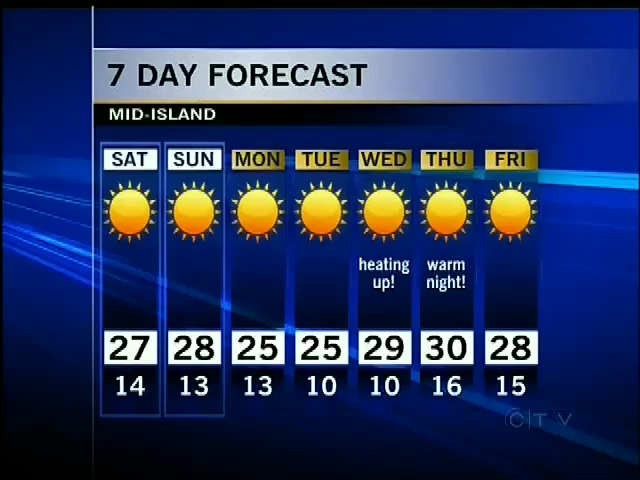 7 DAY FORECAST
MID-ISLAND
SAT SUN MON TUE WED THU FRI
heating up! warm night!
27 28 25 25 29 30 28
14 13 13 10 10 16 15
CTV